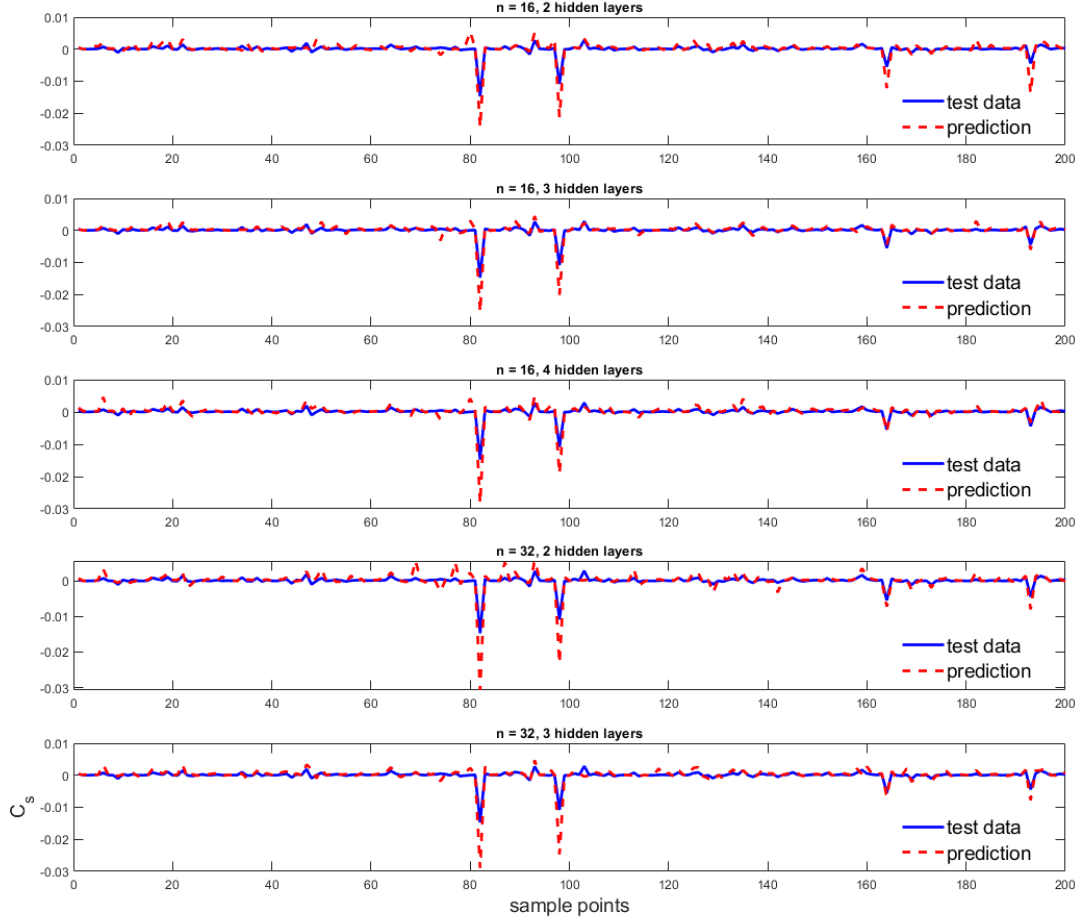 n = 16, 2 hidden layers
0.01
0
-0.01
-0.02
-0.03
test data
prediction
0 20 40 60 80 100 120 140 160 180 200
n = 16, 3 hidden layers
0.01
0
-0.01
-0.02
-0.03
test data
prediction
0 20 40 60 80 100 120 140 160 180 200
n = 16, 4 hidden layers
0.01
0
-0.01
-0.02
-0.03
test data
prediction
0 20 40 60 80 100 120 140 160 180 200
n = 32, 2 hidden layers
0
-0.01
-0.02
-0.03
test data
prediction
0 20 40 60 80 100 120 140 160 180 200
n = 32, 3 hidden layers
0.01
0
-0.01
-0.02
-0.03
C_s
test data
prediction
0 20 40 60 80 100 120 140 160 180 200
sample points